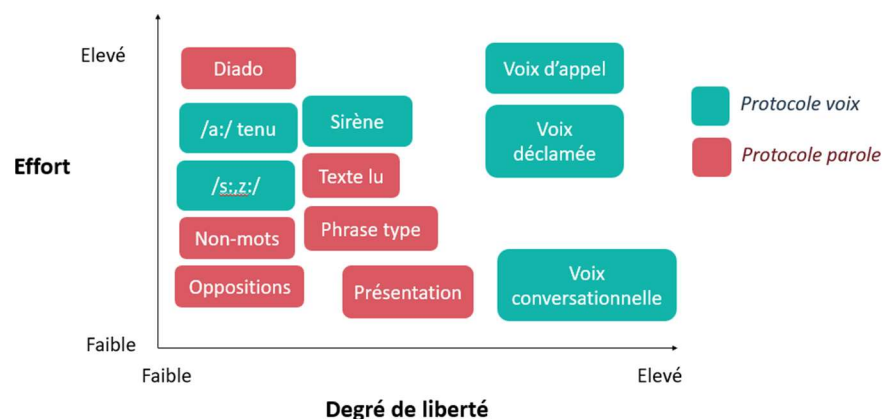 Elevé
Diado
Voix d'appel
/a:/ tenu
Sirène
Voix
déclamée
Protocole voix
Effort
Texte lu
Protocole parole
/s:,z:/
Non-mots
Phrase type
Oppositions
Présentation
Voix
conversationnelle
Faible
Faible
Elevé
Degré de liberté